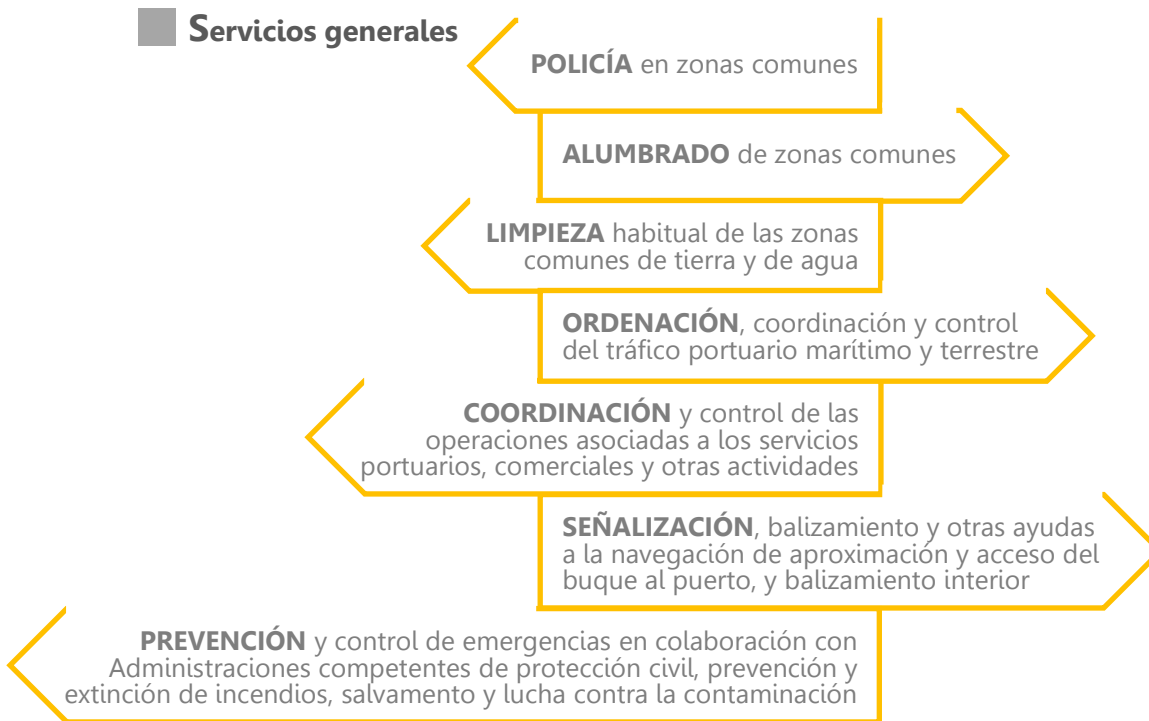 Servicios generales
POLICÍA en zonas comunes
ALUMBRADO de zonas comunes
LIMPIEZA habitual de las zonas
comunes de tierra y de agua
ORDENACIÓN, coordinación y control
del tráfico portuario marítimo y terrestre
COORDINACIÓN y control de las
operaciones asociadas a los servicios
portuarios, comerciales y otras actividades
SEÑALIZACIÓN, balizamiento y otras ayudas
a la navegación de aproximación y acceso del
buque al puerto, y balizamiento interior
PREVENCIÓN y control de emergencias en colaboración con
Administraciones competentes de protección civil, prevención y
extinción de incendios, salvamento y lucha contra la contaminación